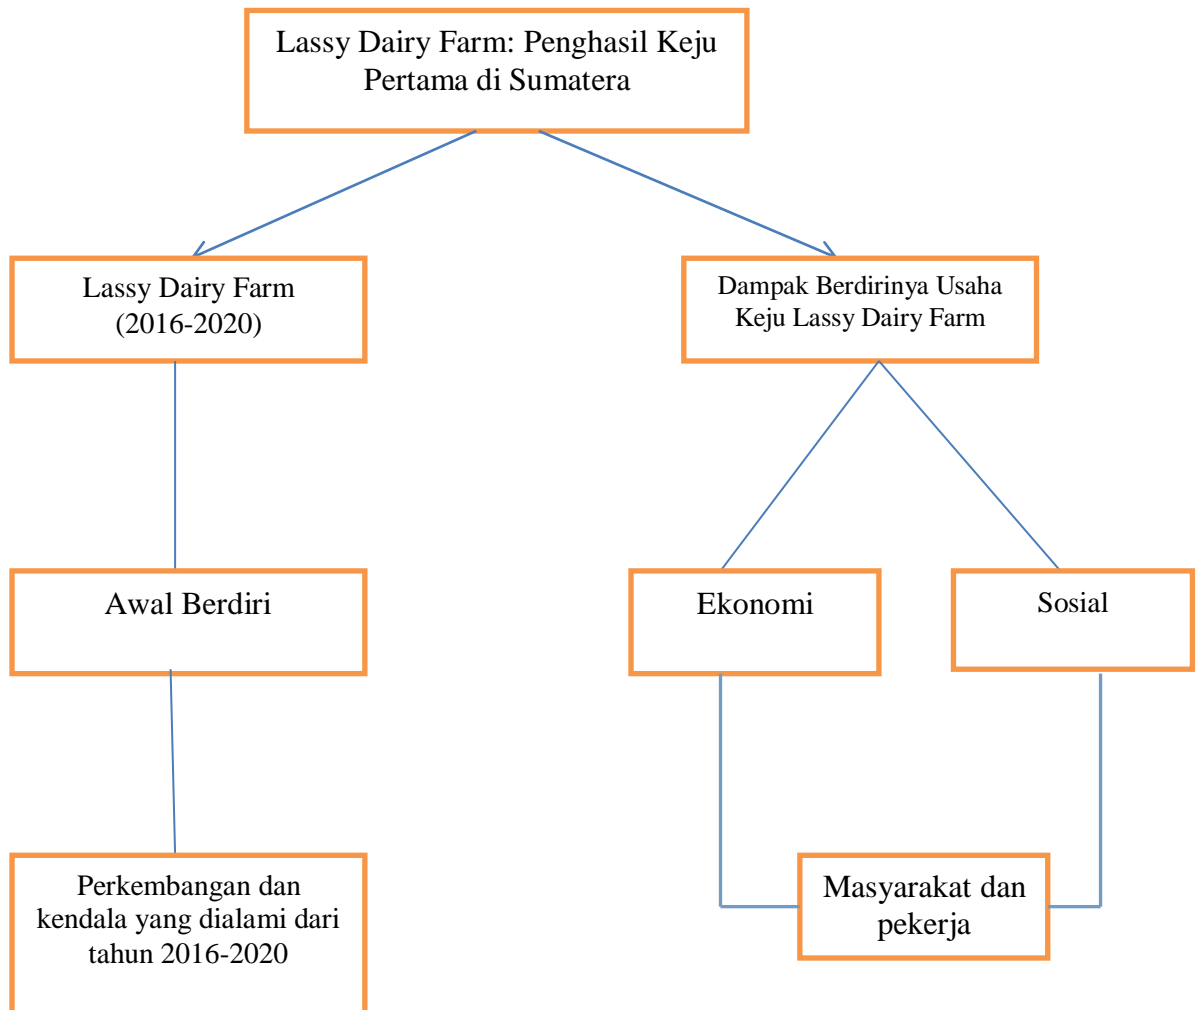 Lassy Dairy Farm: Penghasil Keju
Pertama di Sumatera
Lassy Dairy Farm
(2016-2020)
Dampak Berdirinya Usaha
Keju Lassy Dairy Farm
Awal Berdiri
Ekonomi
Sosial
Perkembangan dan
kendala yang dialami dari
tahun 2016-2020
Masyarakat dan
pekerja